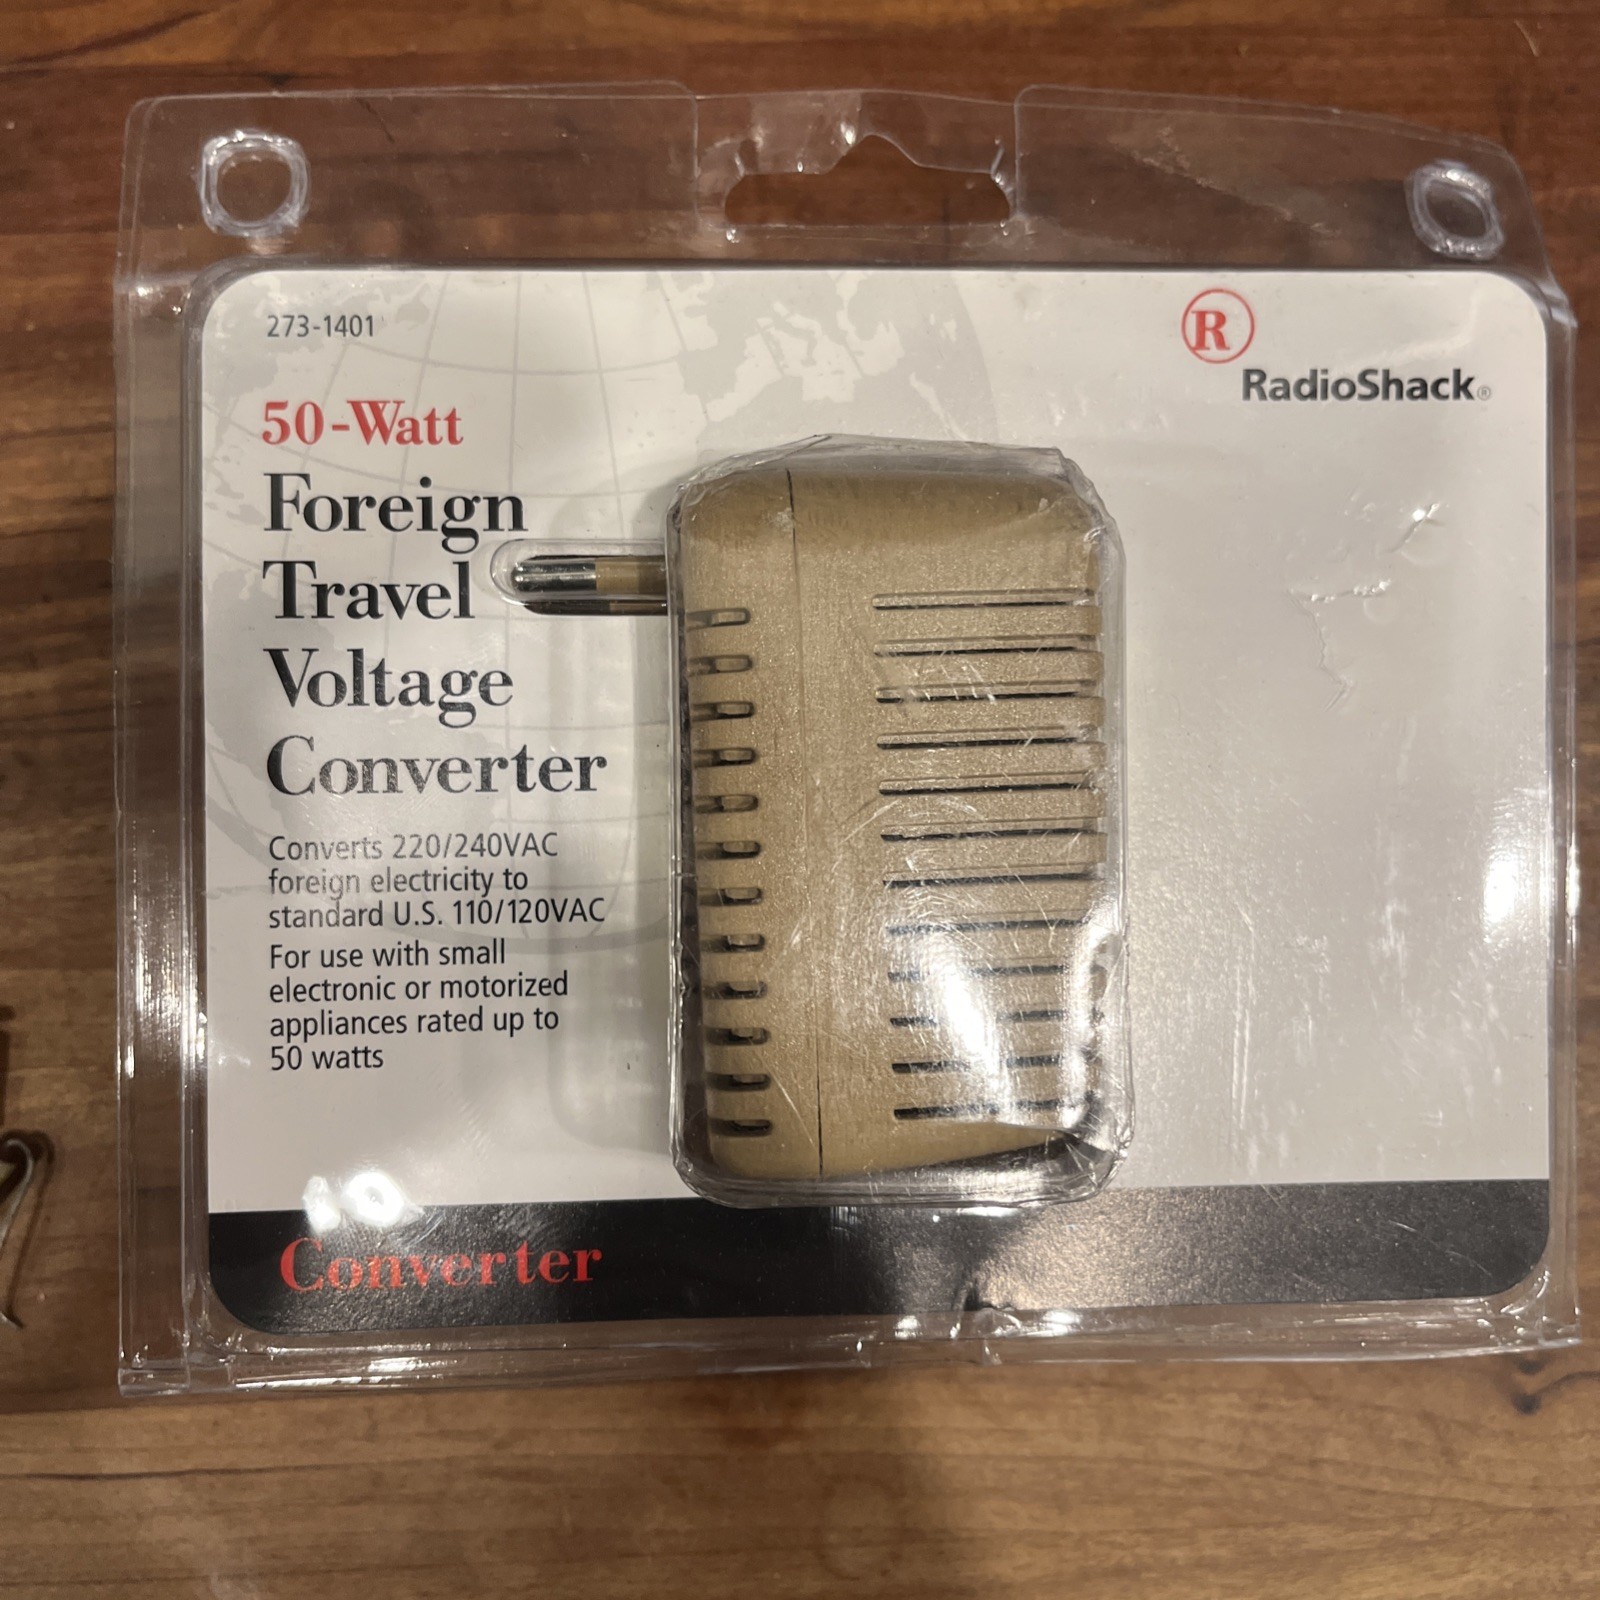 273-1401
R
RadioShack®
50-Watt
Foreign
Travel
Voltage
Converter
Converts 220/240VAC
foreign electricity to
standard U.S. 110/120VAC
For use with small
electronic or motorized
appliances rated up to
50 watts
Converter